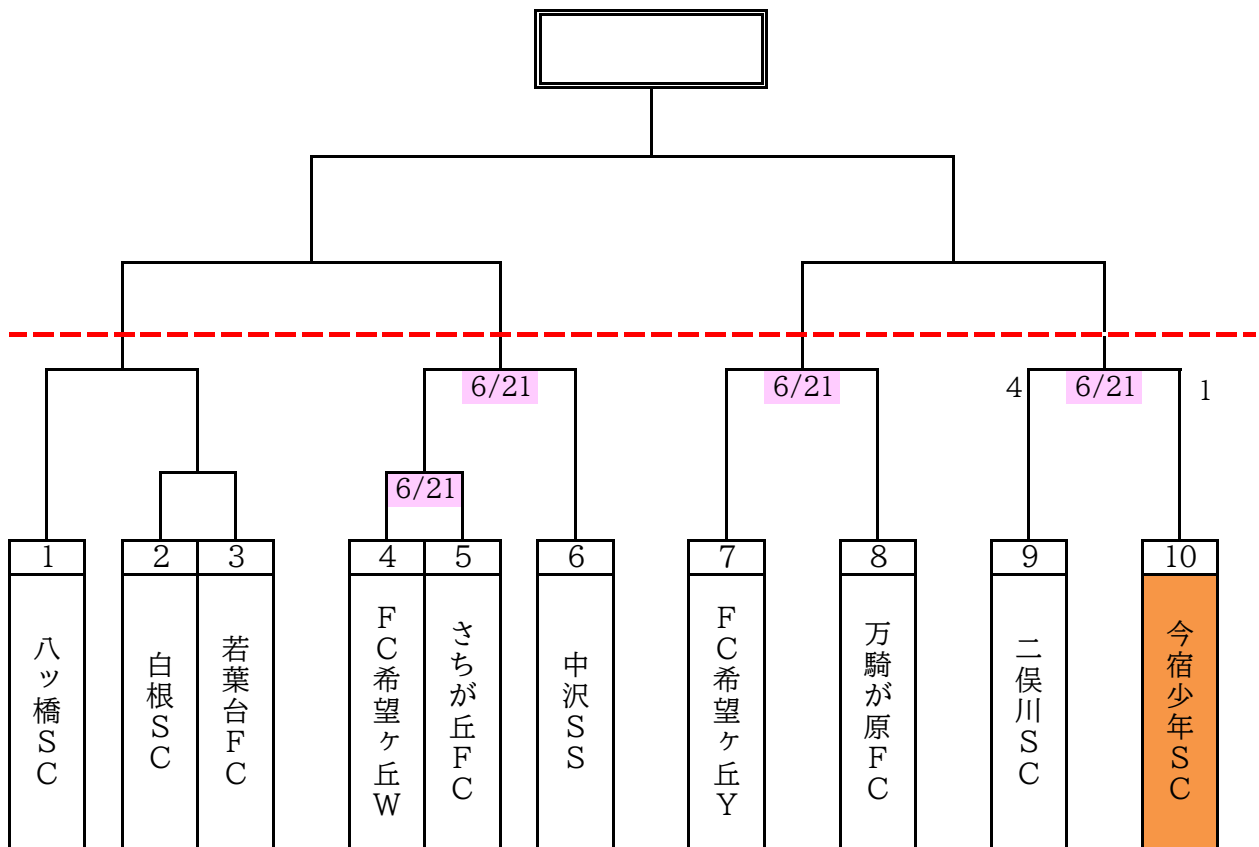 6/21
6/21
4
6/21
1
6/21
1
2
3
4
5
6
7
8
9
10
八ッ橋SC
白根SC
若葉台FC
FC希望ヶ丘W
さちが丘FC
中沢SS
FC希望ヶ丘Y
万騎が原FC
二俣川SC
今宿少年SC